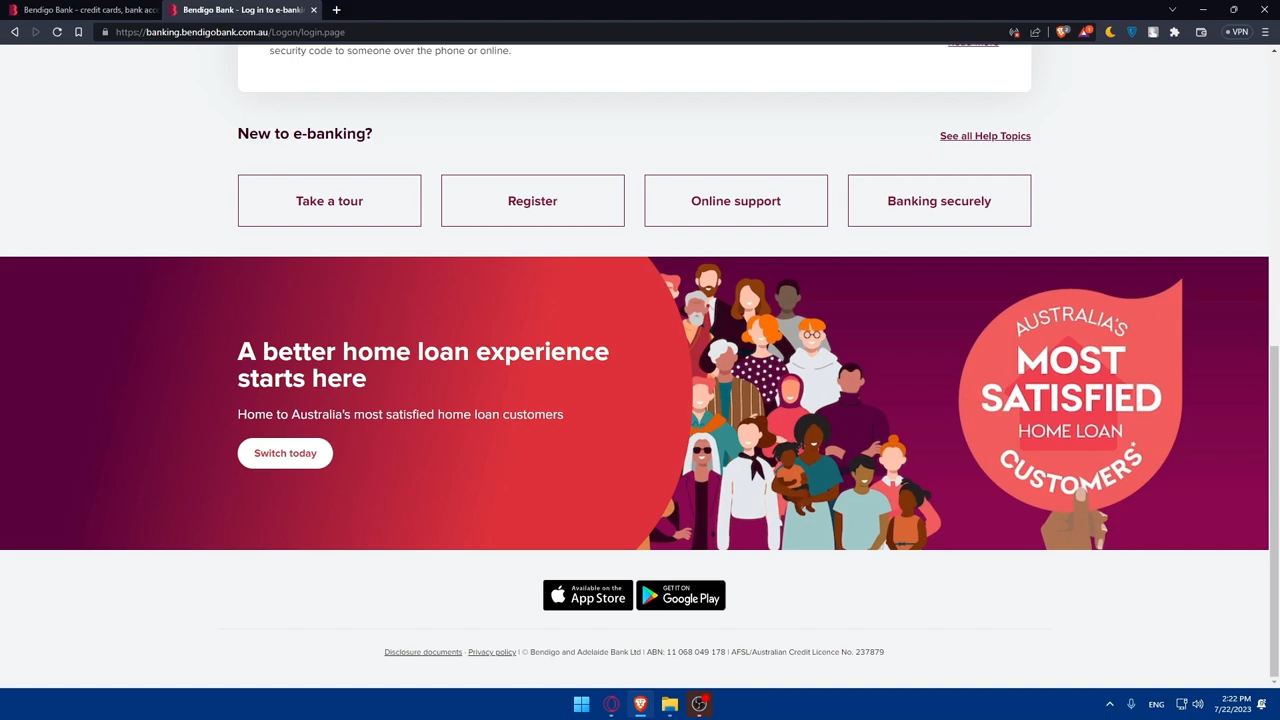 Bendigo Bank - credit cards, bank acco
Bendigo Bank - Log in to e-banki
https://banking.bendigobank.com.au/Logon/login.page
VPN
security code to someone over the phone or online.
New to e-banking?
See all Help Topics
Take a tour
Register
Online support
Banking securely
A better home loan experience
starts here
Home to Australia's most satisfied home loan customers
Switch today
AUSTRALIA'S
MOST
SATISFIED
HOME LOAN
CUSTOMERS*
Available on the
App Store
GET IT ON
Google Play
Disclosure documents - Privacy policy | © Bendigo and Adelaide Bank Ltd | ABN: 11 068 049 178 | AFSL/Australian Credit Licence No. 237879
ENG
2:22 PM
7/22/2023